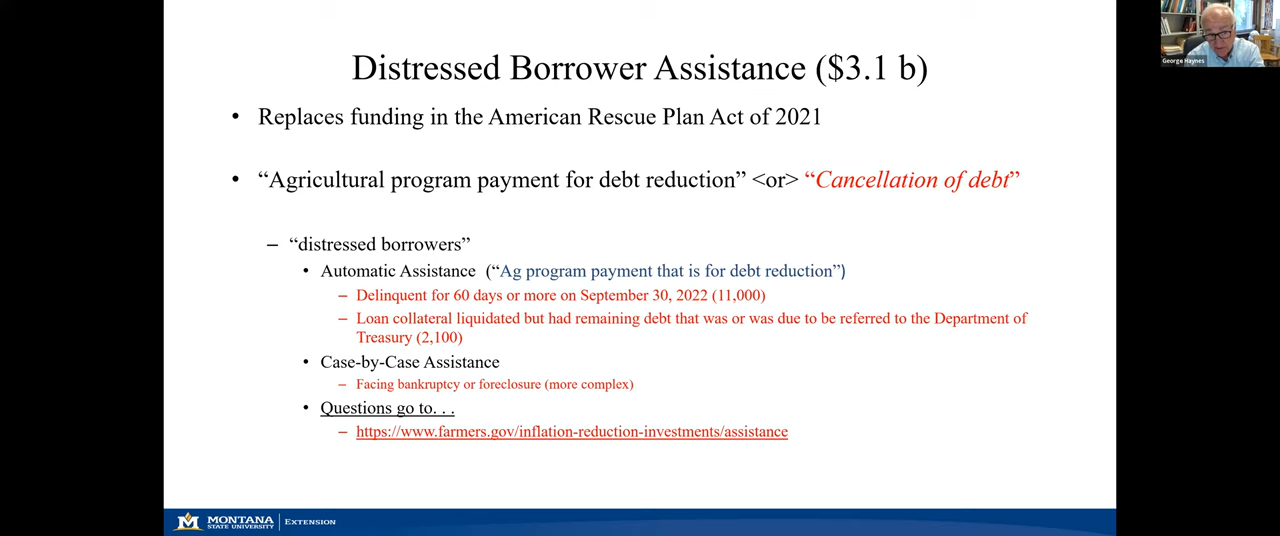 Distressed Borrower Assistance ($3.1 b)
George Haynes
• Replaces funding in the American Rescue Plan Act of 2021
• “Agricultural program payment for debt reduction” <or> “Cancellation of debt”
– “distressed borrowers”
• Automatic Assistance (“Ag program payment that is for debt reduction”)
– Delinquent for 60 days or more on September 30, 2022 (11,000)
– Loan collateral liquidated but had remaining debt that was or was due to be referred to the Department of
Treasury (2,100)
• Case-by-Case Assistance
– Facing bankruptcy or foreclosure (more complex)
• Questions go to. . .
– https://www.farmers.gov/inflation-reduction-investments/assistance
M MONTANA
STATE UNIVERSITY
EXTENSION